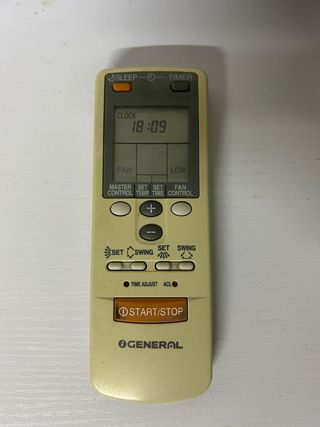 SLEEP TIMER
CLOCK
18:09
FAN LOW
MASTER CONTROL SET TEMP. SET TIME FAN CONTROL
+
−
SET SWING SET SWING
TIME ADJUST ACL
START/STOP
GENERAL